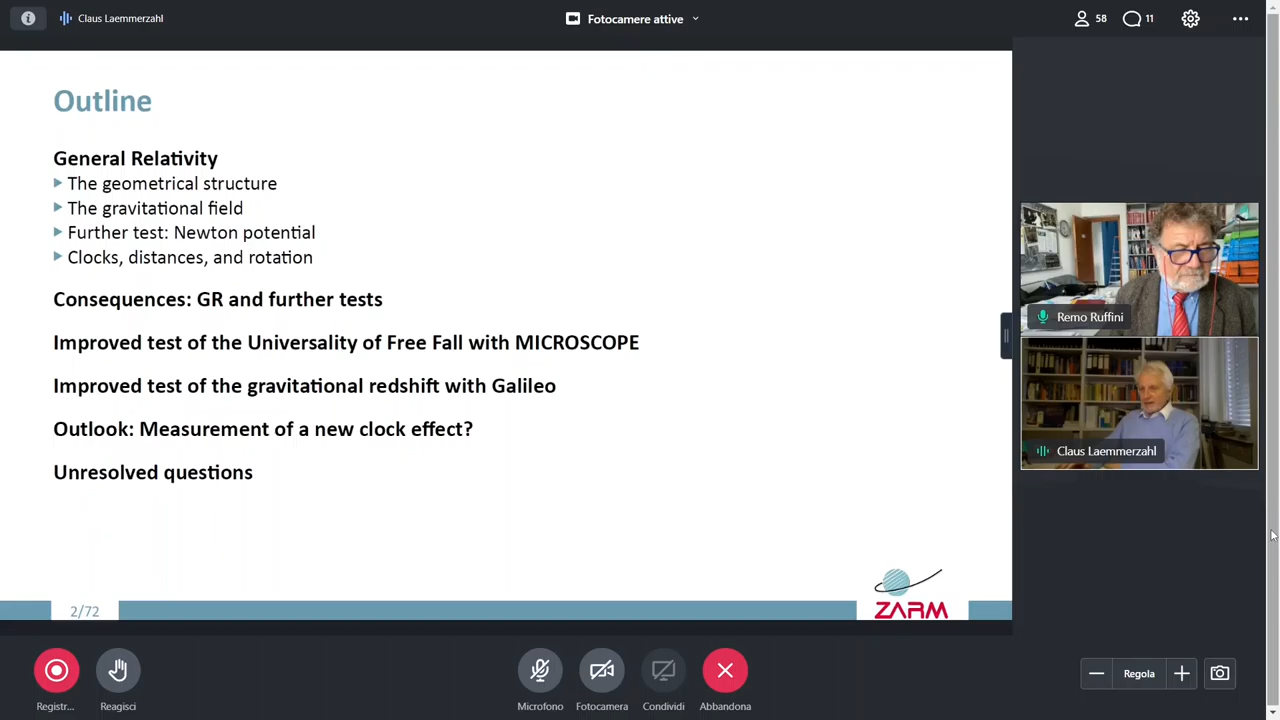 Claus Laemmerzahl
Fotocamere attive
58
11
Outline
General Relativity
The geometrical structure
The gravitational field
Further test: Newton potential
Clocks, distances, and rotation
Consequences: GR and further tests
Improved test of the Universality of Free Fall with MICROSCOPE
Improved test of the gravitational redshift with Galileo
Outlook: Measurement of a new clock effect?
Unresolved questions
Remo Ruffini
Claus Laemmerzahl
2/72
ZARM
Registr...
Reagisci
Microfono
Fotocamera
Condividi
Abbandona
Regola